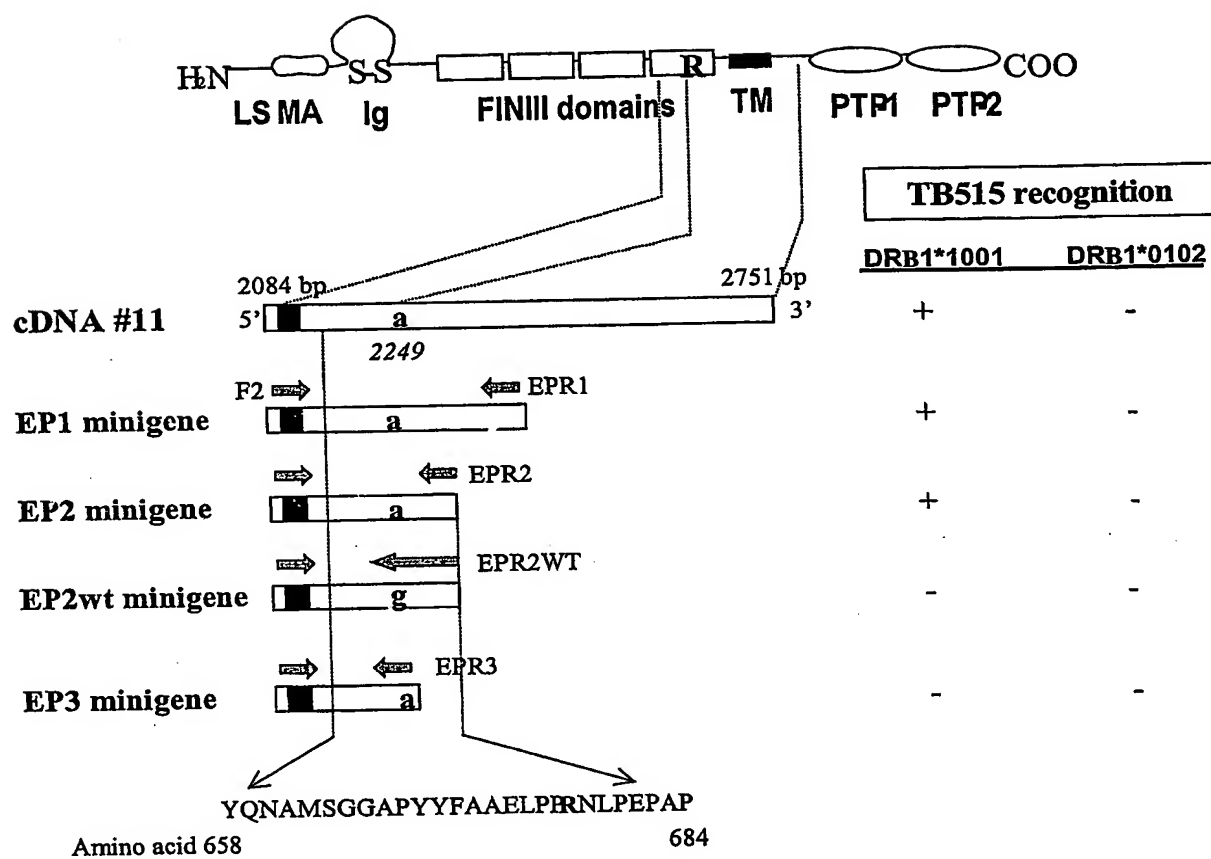 H₂N S-S R COO
LS MA Ig FINIII domains TM PTP1 PTP2
TB515 recognition
DRB1*1001 DRB1*0102
2084 bp 2751 bp
cDNA #11 5’ a 3’ + -
2249
F2 EPR1
EP1 minigene a + -
EPR2
EP2 minigene a + -
EPR2WT
EP2wt minigene g - -
EPR3
EP3 minigene a - -
YQNAMSGGAPYYFAAELPPRNLPEPAP
Amino acid 658 684